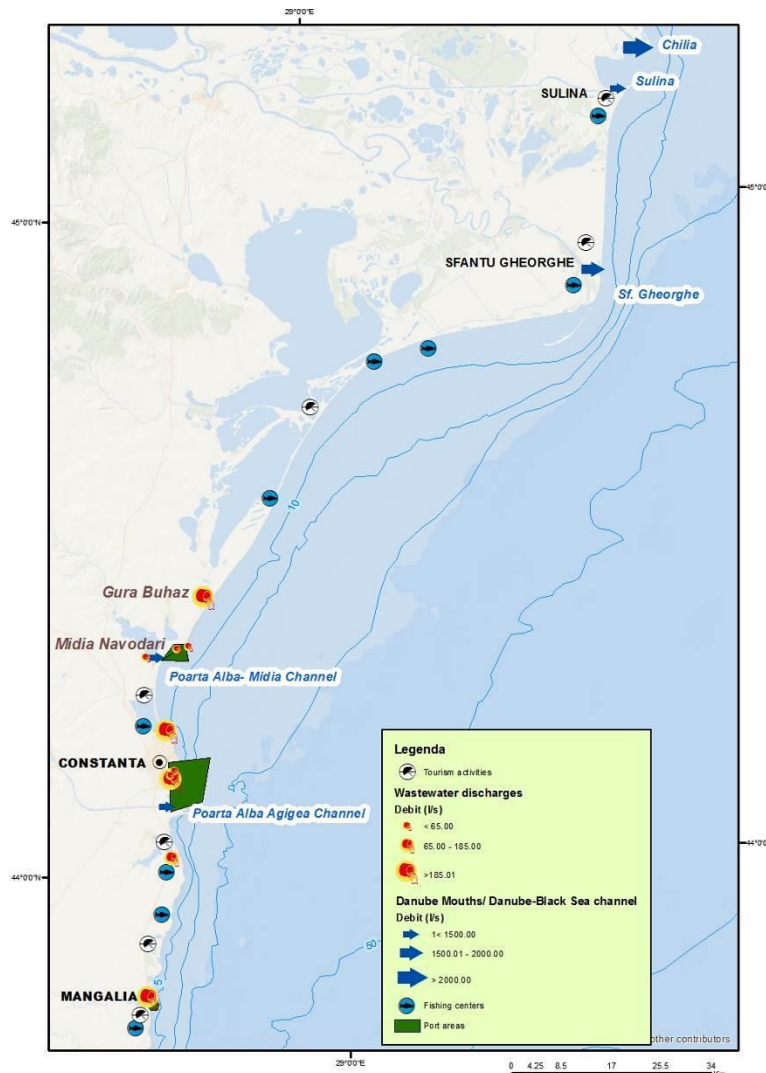 29°0'0"E
Chilia
Sulina
SULINA
45°0'0"N
45°0'0"N
SFANTU GHEORGHE
Sf. Gheorghe
10
Gura Buhaz
Midia Navodari
Poarta Alba- Midia Channel
CONSTANTA
Poarta Alba Agigea Channel
44°0'0"N
44°0'0"N
50
MANGALIA
5
Legenda
Tourism activities
Wastewater discharges
Debit (l/s)
< 65.00
65.00 - 185.00
>185.01
Danube Mouths/ Danube-Black Sea channel
Debit (l/s)
1< 1500.00
1500.01 - 2000.00
> 2000.00
Fishing centers
Port areas
other contributors
29°0'0"E
0 4.25 8.5 17 25.5 34